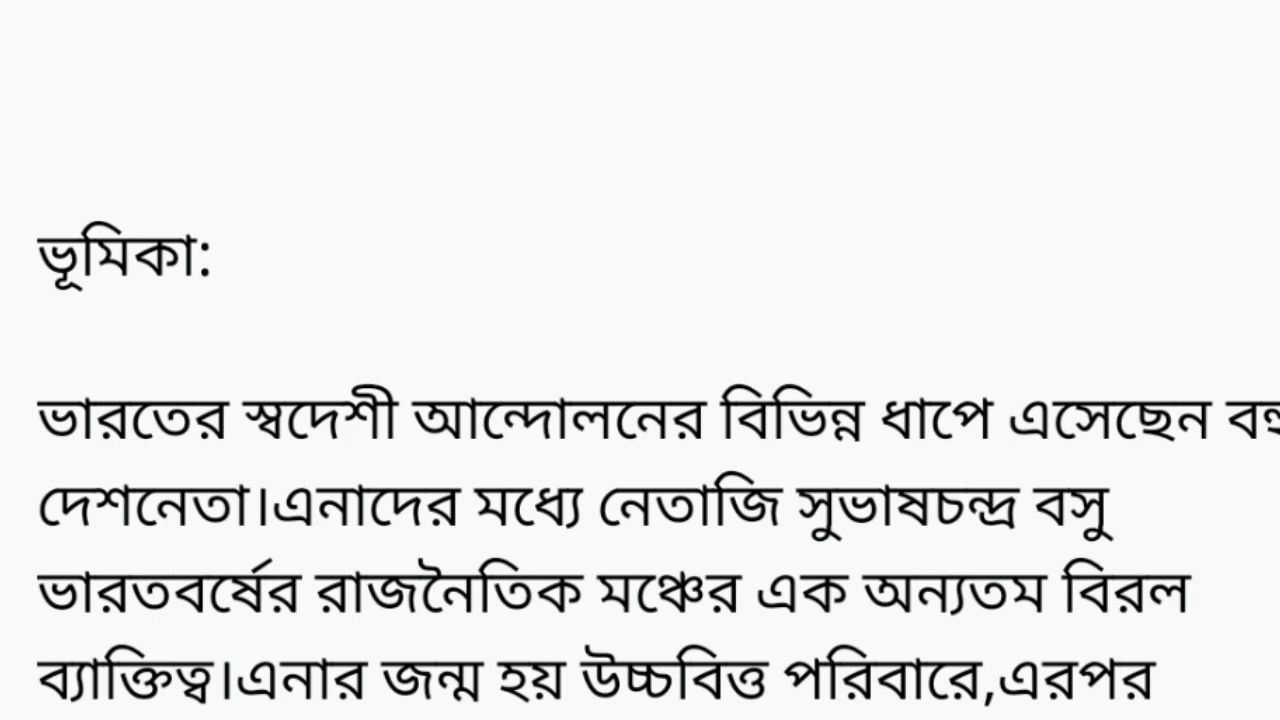 ভূমিকা:
ভারতের স্বদেশী আন্দোলনের বিভিন্ন ধাপে এসেছেন বহু
দেশনেতা।এনাদের মধ্যে নেতাজি সুভাষচন্দ্র বসু
ভারতবর্ষের রাজনৈতিক মঞ্চের এক অন্যতম বিরল
ব্যাক্তিত্ব।এনার জন্ম হয় উচ্চবিত্ত পরিবারে,এরপর